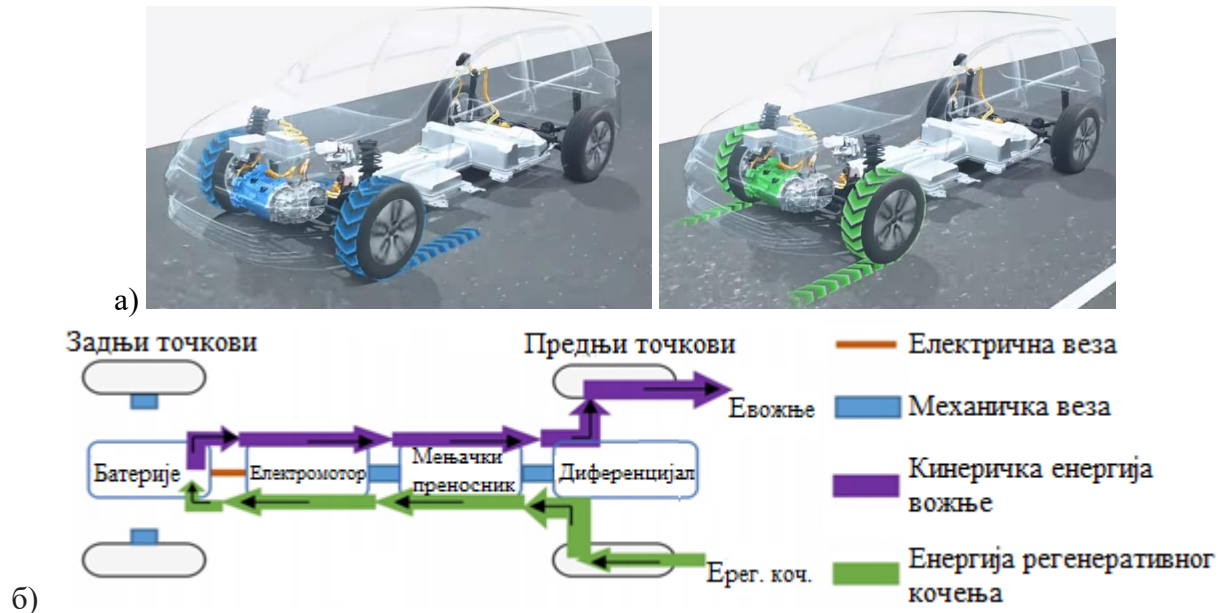 а)
Задњи точкови
Предњи точкови
Електрична веза
Евожње
Механичка веза
Батерије
Електромотор
Мењачки
преносник
Диференцијал
Кинеричка енергија
вожње
Ерег. коч.
Енергија регенеративног
кочења
б)